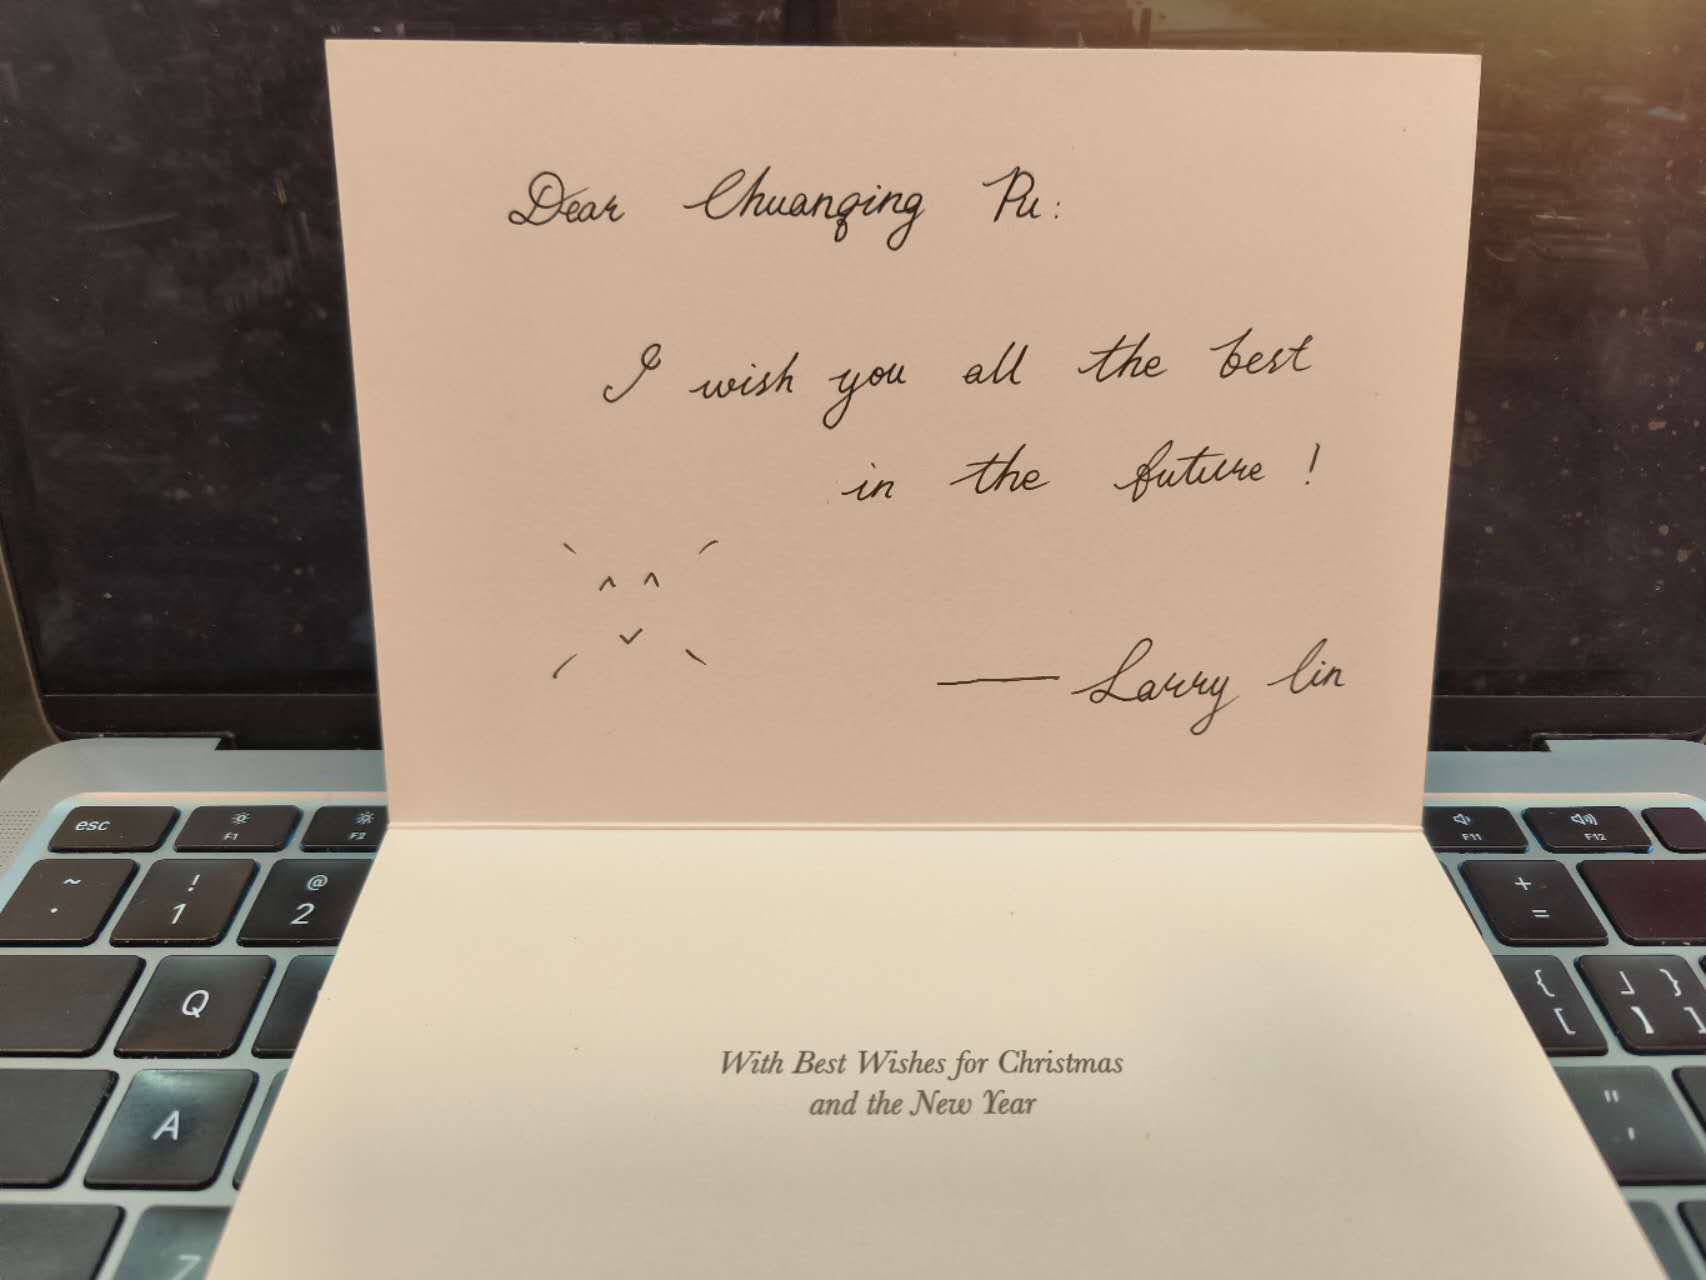 Dear Chuanqing Pu:
I wish you all the best
in the future!
—— Larry Lin
esc
F1
F2
F11
F12
~
!
1
@
2
+
=
Q
{
[
}
]
A
"
'
Z
With Best Wishes for Christmas
and the New Year